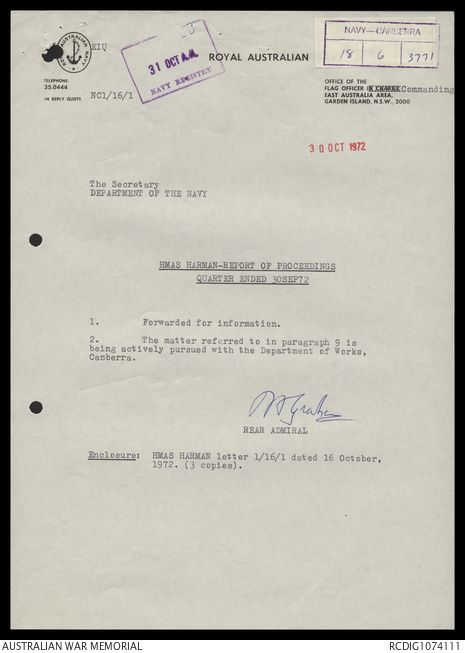 ROYAL AUSTRALIAN NAVY
31 OCT A.M.
NAVY REGISTRY
ROYAL AUSTRALIAN
NAVY—CANBERRA
18 6 3771
TELEPHONE:
35.0444
IN REPLY QUOTE
NC1/16/1
OFFICE OF THE
FLAG OFFICER IN CHARGE Commanding
EAST AUSTRALIA AREA,
GARDEN ISLAND, N.S.W., 2000
30 OCT 1972
The Secretary
DEPARTMENT OF THE NAVY
HMAS HARMAN-REPORT OF PROCEEDINGS
QUARTER ENDED 30SEP72
1. Forwarded for information.
2. The matter referred to in paragraph 9 is
being actively pursued with the Department of Works,
Canberra.
REAR ADMIRAL
Enclosure: HMAS HARMAN letter 1/16/1 dated 16 October,
1972. (3 copies).
AUSTRALIAN WAR MEMORIAL
RCDIG1074111